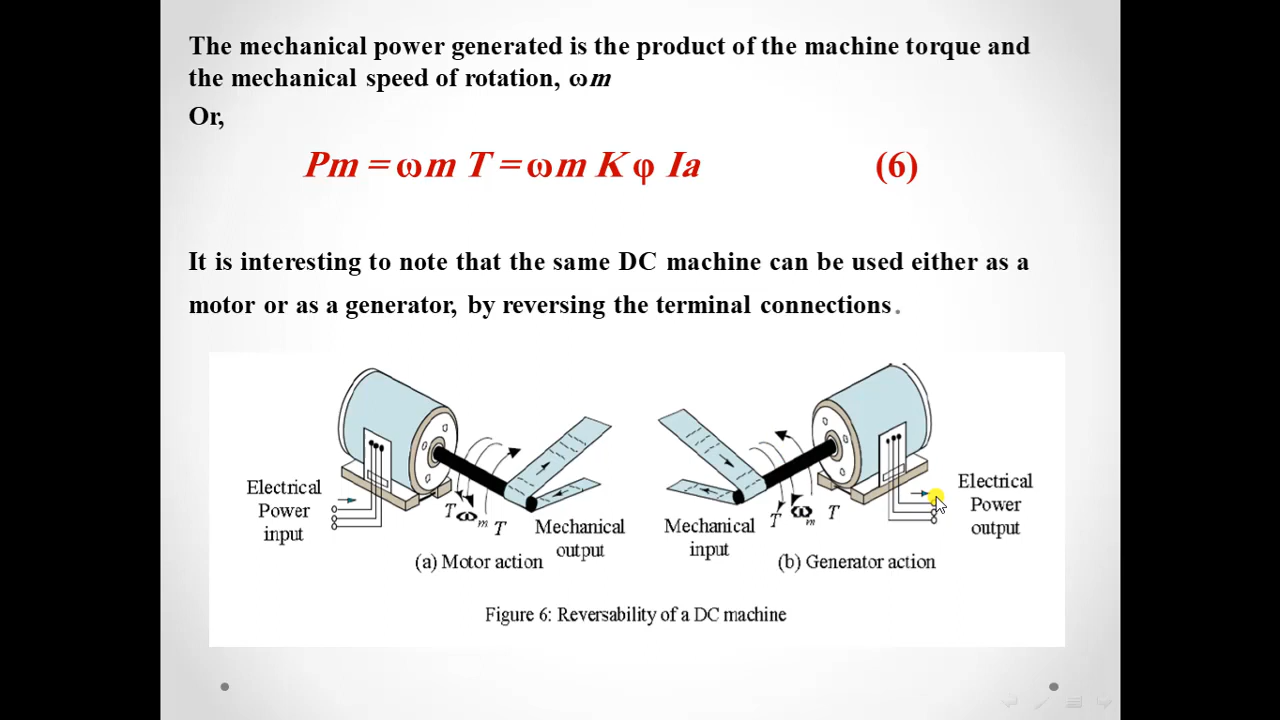 The mechanical power generated is the product of the machine torque and
the mechanical speed of rotation, ωm
Or,
Pm = ωm T = ωm K φ Ia (6)
It is interesting to note that the same DC machine can be used either as a
motor or as a generator, by reversing the terminal connections.
Electrical
Power
input
T ωm T
Mechanical
output
(a) Motor action
Mechanical
input
T ωm T
(b) Generator action
Electrical
Power
output
Figure 6: Reversability of a DC machine